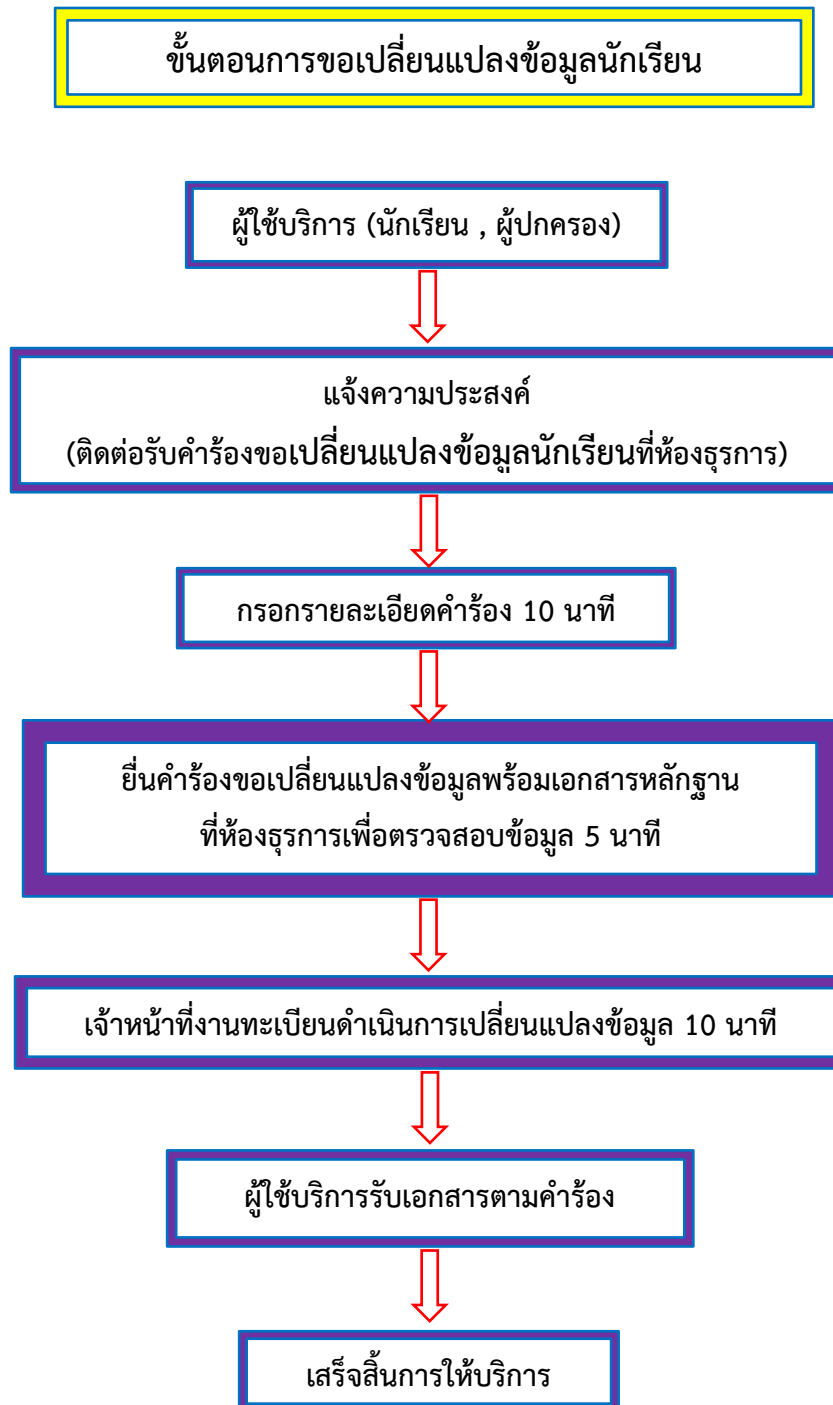 ขั้นตอนการขอเปลี่ยนแปลงข้อมูลนักเรียน
ผู้ใช้บริการ (นักเรียน , ผู้ปกครอง)
แจ้งความประสงค์
(ติดต่อรับคำร้องขอเปลี่ยนแปลงข้อมูลนักเรียนที่ห้องธุรการ)
กรอกรายละเอียดคำร้อง 10 นาที
ยื่นคำร้องขอเปลี่ยนแปลงข้อมูลพร้อมเอกสารหลักฐาน
ที่ห้องธุรการเพื่อตรวจสอบข้อมูล 5 นาที
เจ้าหน้าที่งานทะเบียนดำเนินการเปลี่ยนแปลงข้อมูล 10 นาที
ผู้ใช้บริการรับเอกสารตามคำร้อง
เสร็จสิ้นการให้บริการ